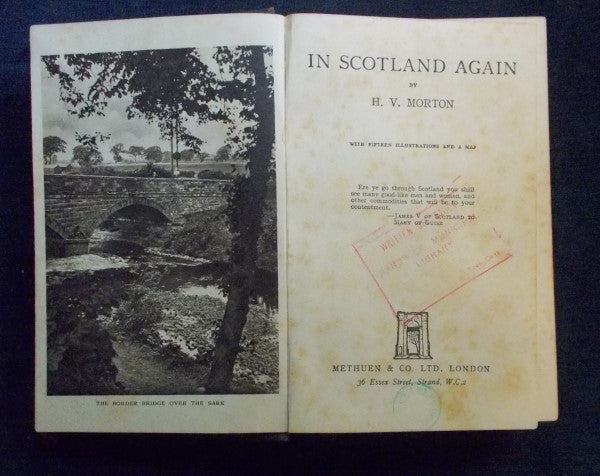 THE BORDER BRIDGE OVER THE SARK
IN SCOTLAND AGAIN
BY
H. V. MORTON
WITH FIFTEEN ILLUSTRATIONS AND A MAP
Ere ye go through Scotland you shall
see many good-like men and women, and
other commodities that will be to your
contentment.
—JAMES V OF SCOTLAND TO
MARY OF GUISE
LIBRARY
METHUEN & CO. LTD. LONDON
36 Essex Street, Strand, W.C.2